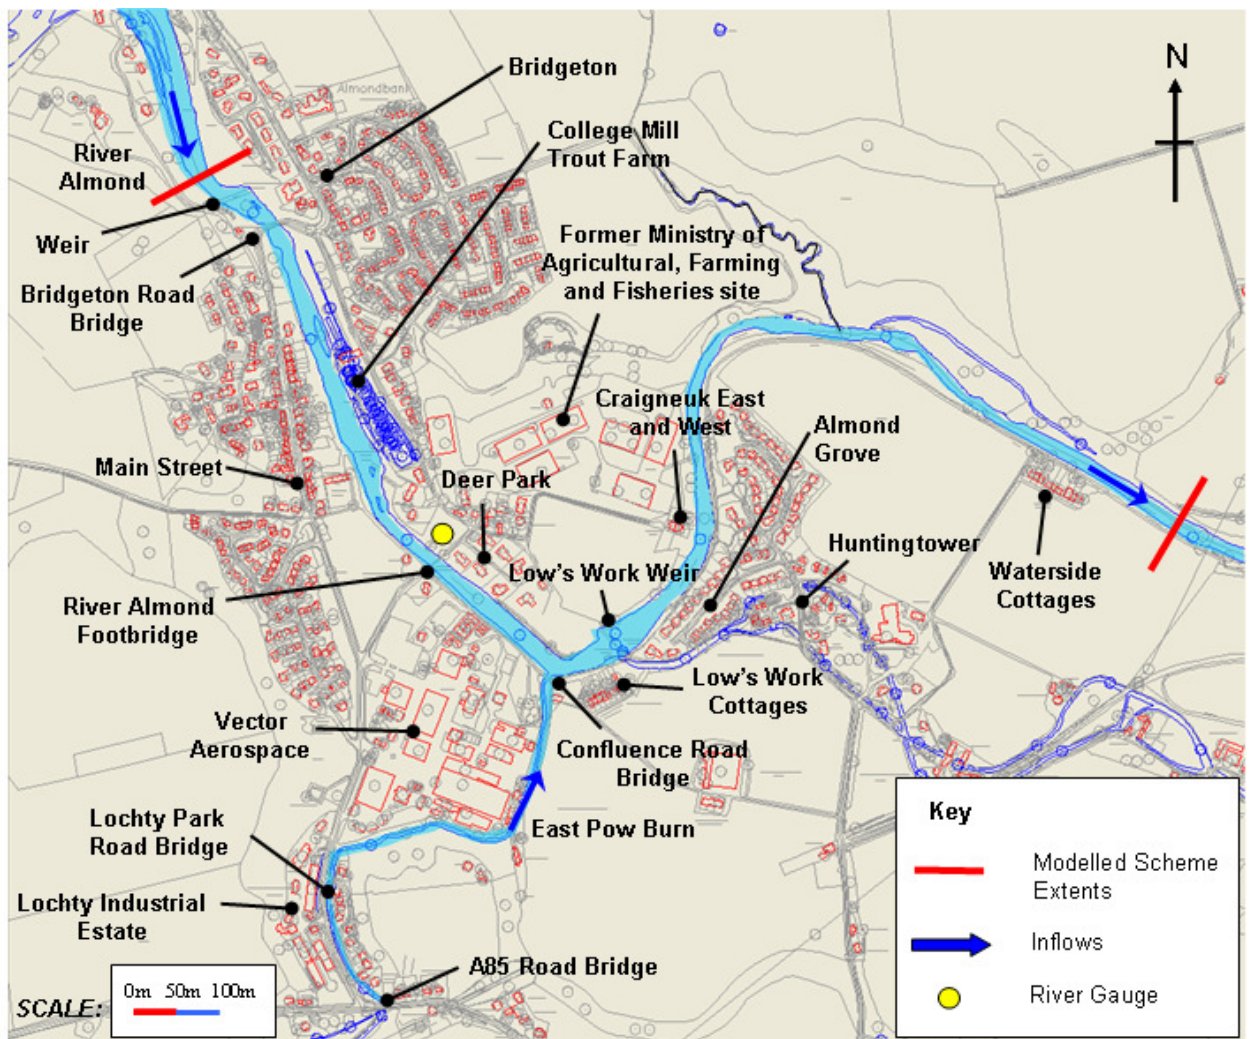 Bridgeton
Almondbank
N
College Mill
Trout Farm
River
Almond
Weir
Former Ministry of
Agricultural, Farming
and Fisheries site
Bridgeton Road
Bridge
Craigneuk East
and West
Almond
Grove
Main Street
Deer Park
Huntingtower
Low's Work Weir
Waterside
Cottages
River Almond
Footbridge
Low's Work
Cottages
Vector
Aerospace
Confluence Road
Bridge
Lochty Park
Road Bridge
East Pow Burn
Lochty Industrial
Estate
A85 Road Bridge
SCALE:
0m 50m 100m
Key
Modelled Scheme
Extents
Inflows
River Gauge